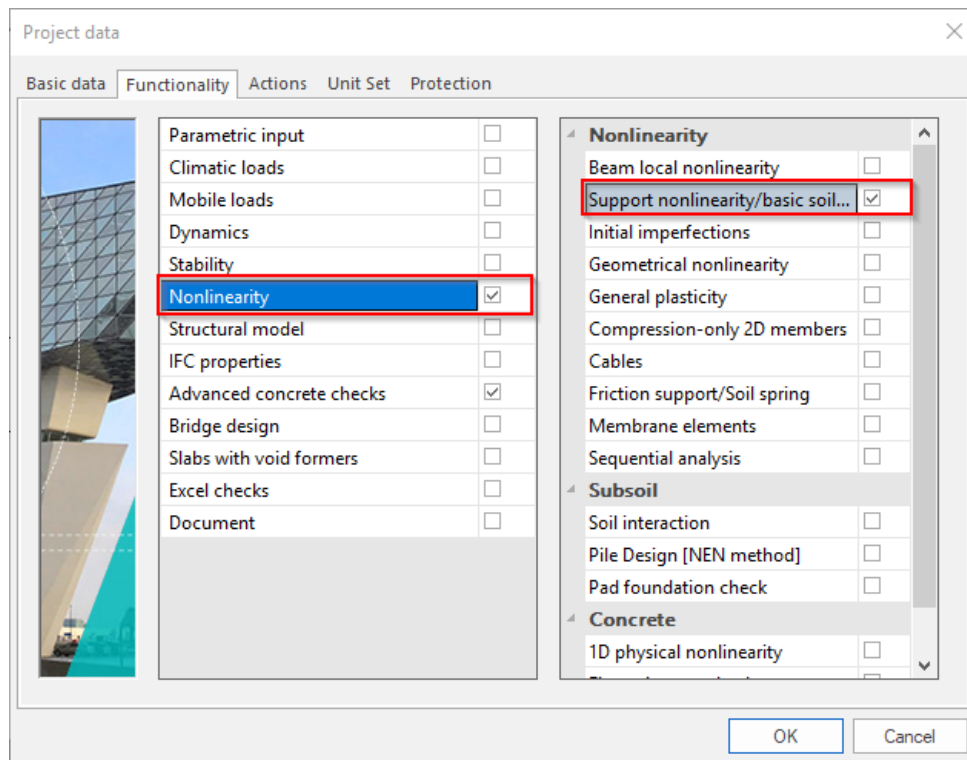 Project data
Basic data Functionality Actions Unit Set Protection
Parametric input
Climatic loads
Mobile loads
Dynamics
Stability
Nonlinearity
Structural model
IFC properties
Advanced concrete checks
Bridge design
Slabs with void formers
Excel checks
Document
Nonlinearity
Beam local nonlinearity
Support nonlinearity/basic soil...
Initial imperfections
Geometrical nonlinearity
General plasticity
Compression-only 2D members
Cables
Friction support/Soil spring
Membrane elements
Sequential analysis
Subsoil
Soil interaction
Pile Design [NEN method]
Pad foundation check
Concrete
1D physical nonlinearity
OK Cancel